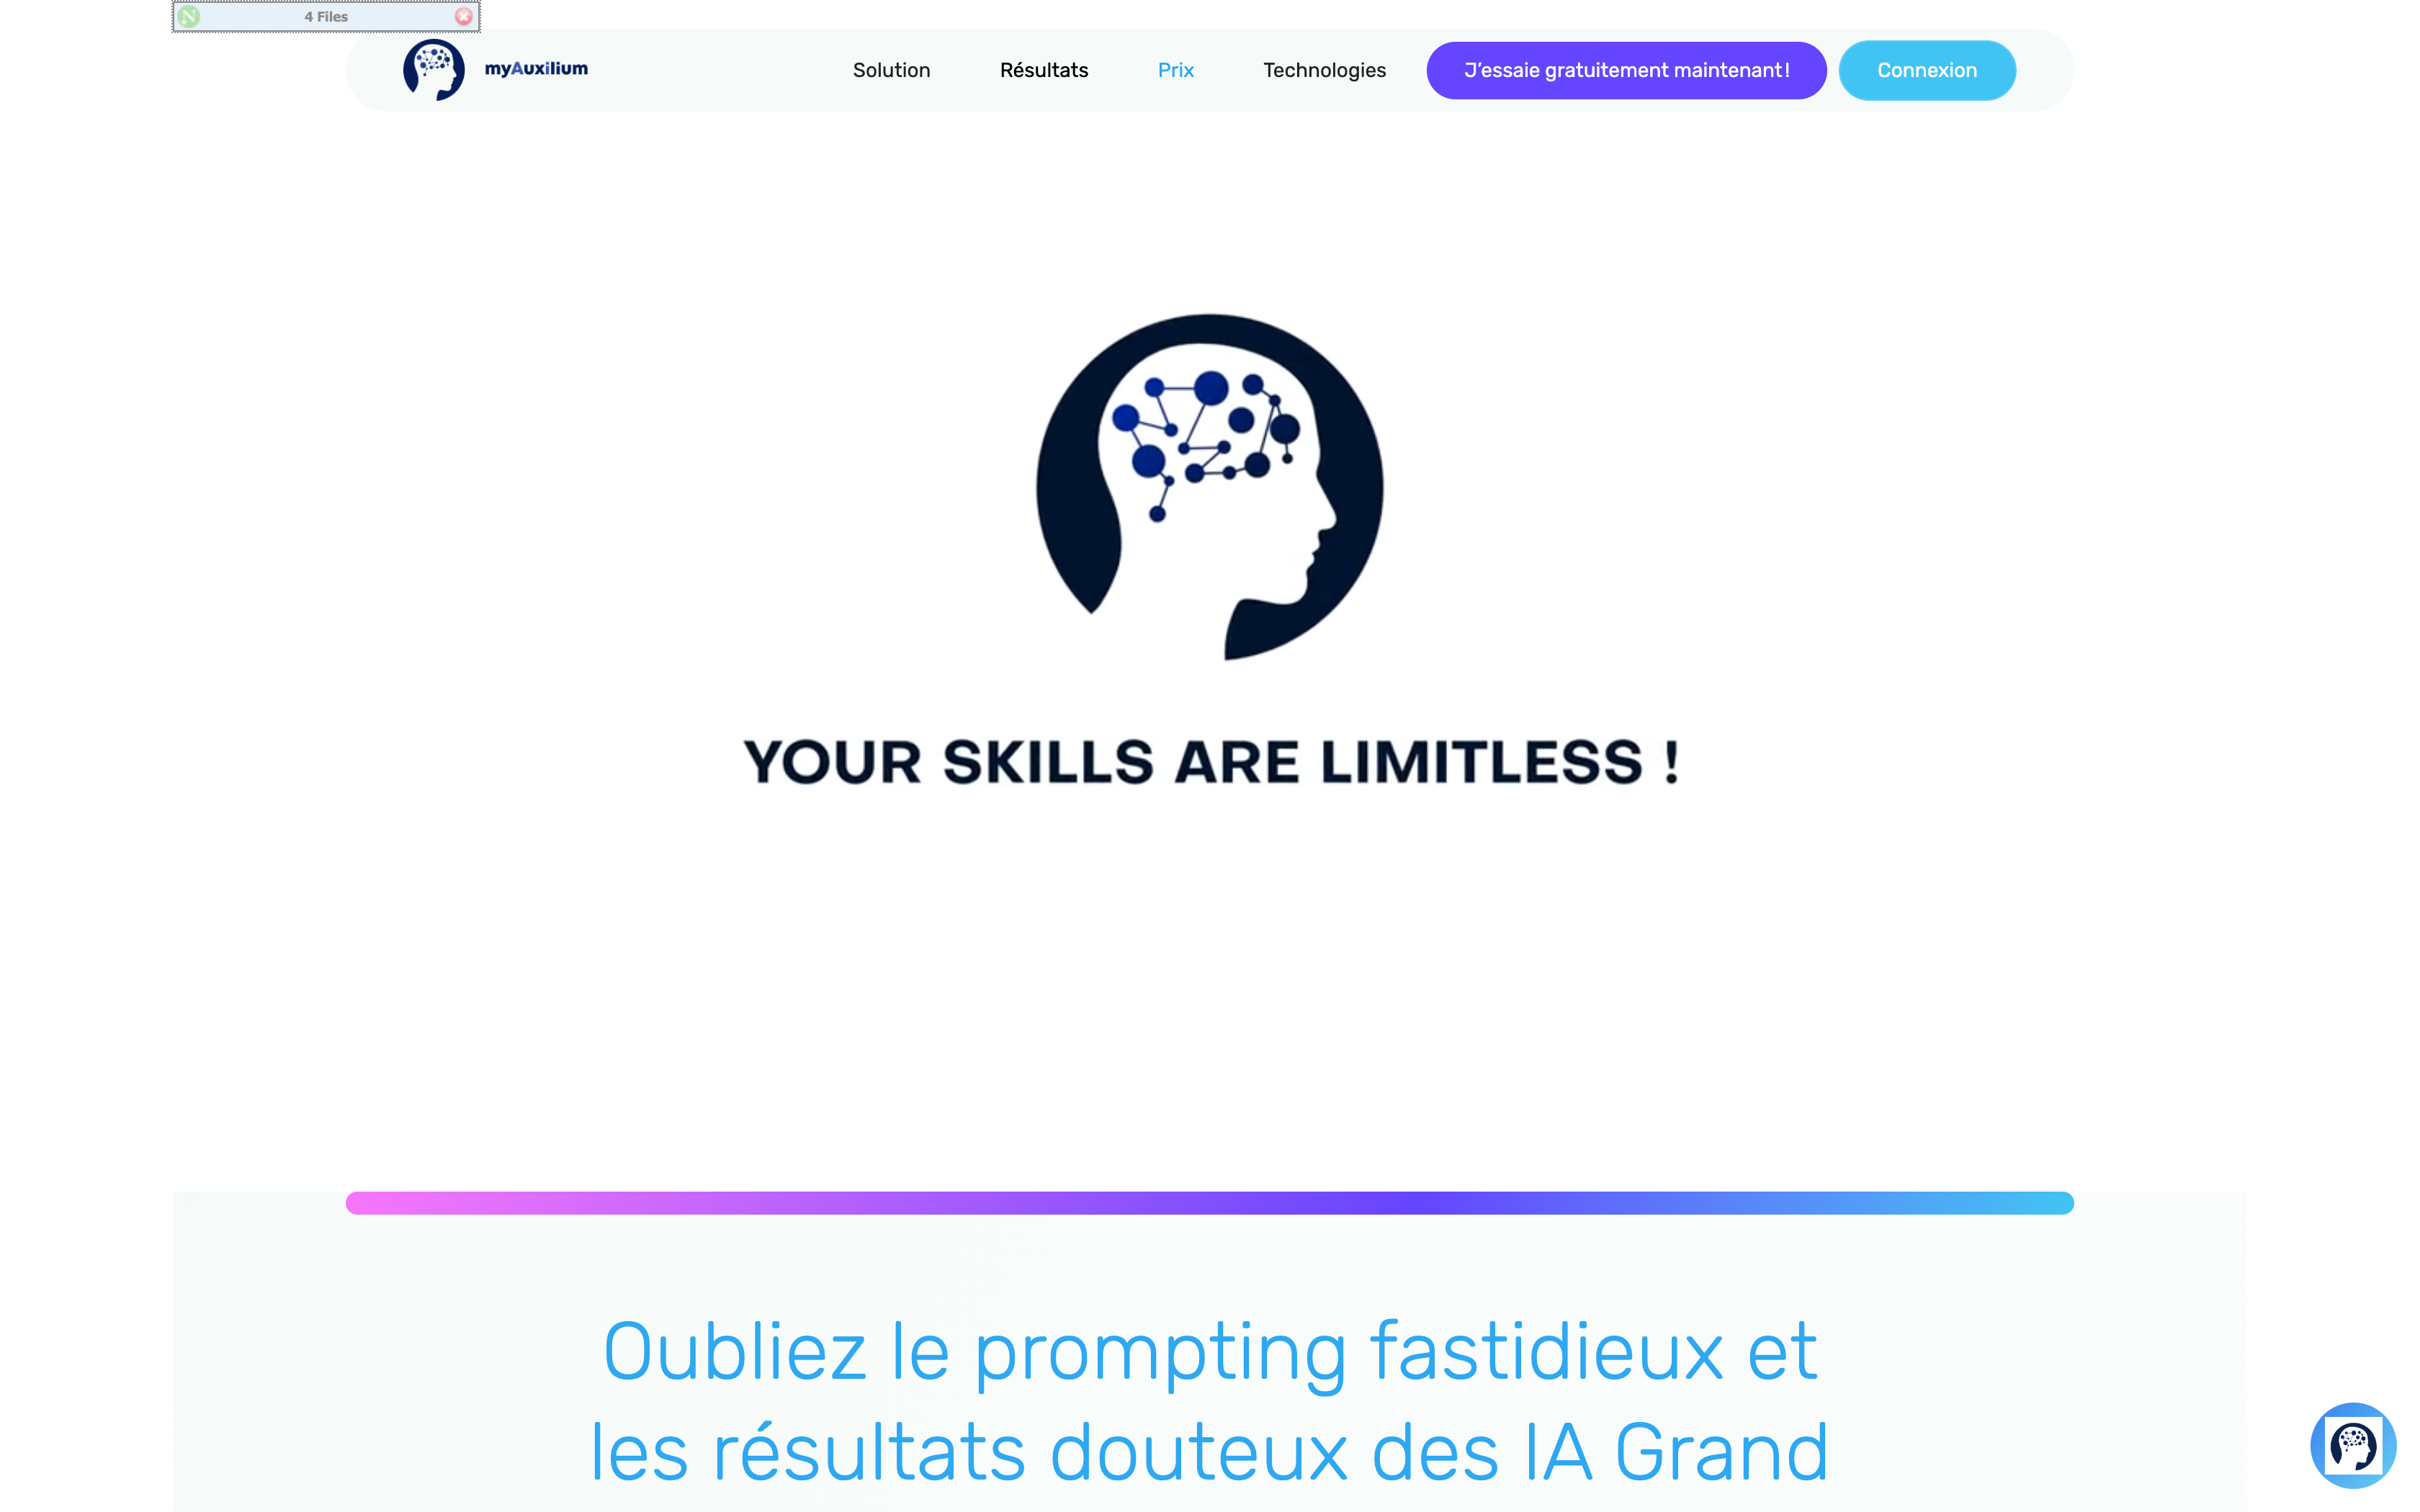 4 Files
myAuxilium
Solution
Résultats
Prix
Technologies
J'essaie gratuitement maintenant !
Connexion
YOUR SKILLS ARE LIMITLESS !
Oubliez le prompting fastidieux et
les résultats douteux des IA Grand